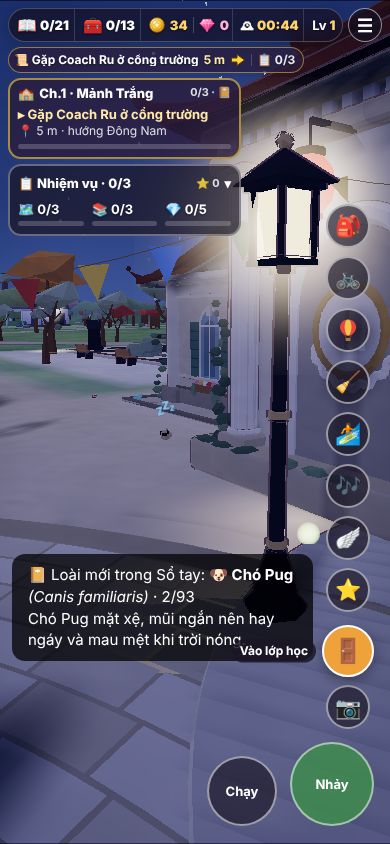 0/21 0/13 34 0 00:44 Lv 1
Gặp Coach Ru ở cổng trường 5 m 0/3
Ch.1 · Mảnh Trắng 0/3 ·
▸ Gặp Coach Ru ở cổng trường
5 m · hướng Đông Nam
Nhiệm vụ · 0/3 0 ▼
0/3 0/3 0/5
zzz
Loài mới trong Sổ tay: Chó Pug
(Canis familiaris) · 2/93
Chó Pug mặt xệ, mũi ngắn nên hay
ngáy và mau mệt khi trời nóng.
Vào lớp học
Chạy
Nhảy